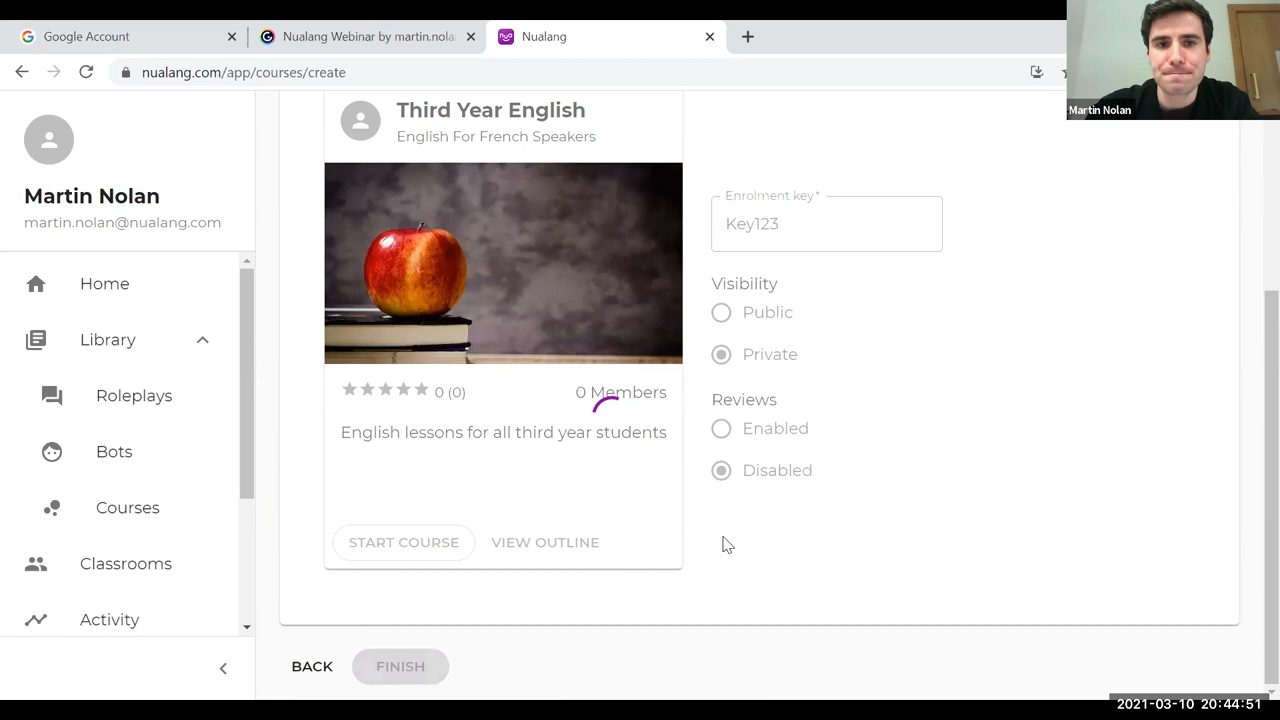 Google Account
Nualang Webinar by martin.nola
Nualang
nualang.com/app/courses/create
Martin Nolan
Martin Nolan
martin.nolan@nualang.com
Home
Library
Roleplays
Bots
Courses
Classrooms
Activity
Third Year English
English For French Speakers
0 (0)
0 Members
English lessons for all third year students
START COURSE
VIEW OUTLINE
Enrolment key*
Key123
Visibility
Public
Private
Reviews
Enabled
Disabled
BACK
FINISH
2021-03-10 20:44:51